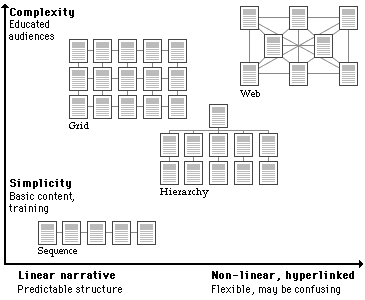 Complexity
Educated
audiences
Web
Grid
Hierarchy
Simplicity
Basic content,
training
Sequence
Linear narrative
Predictable structure
Non-linear, hyperlinked
Flexible, may be confusing